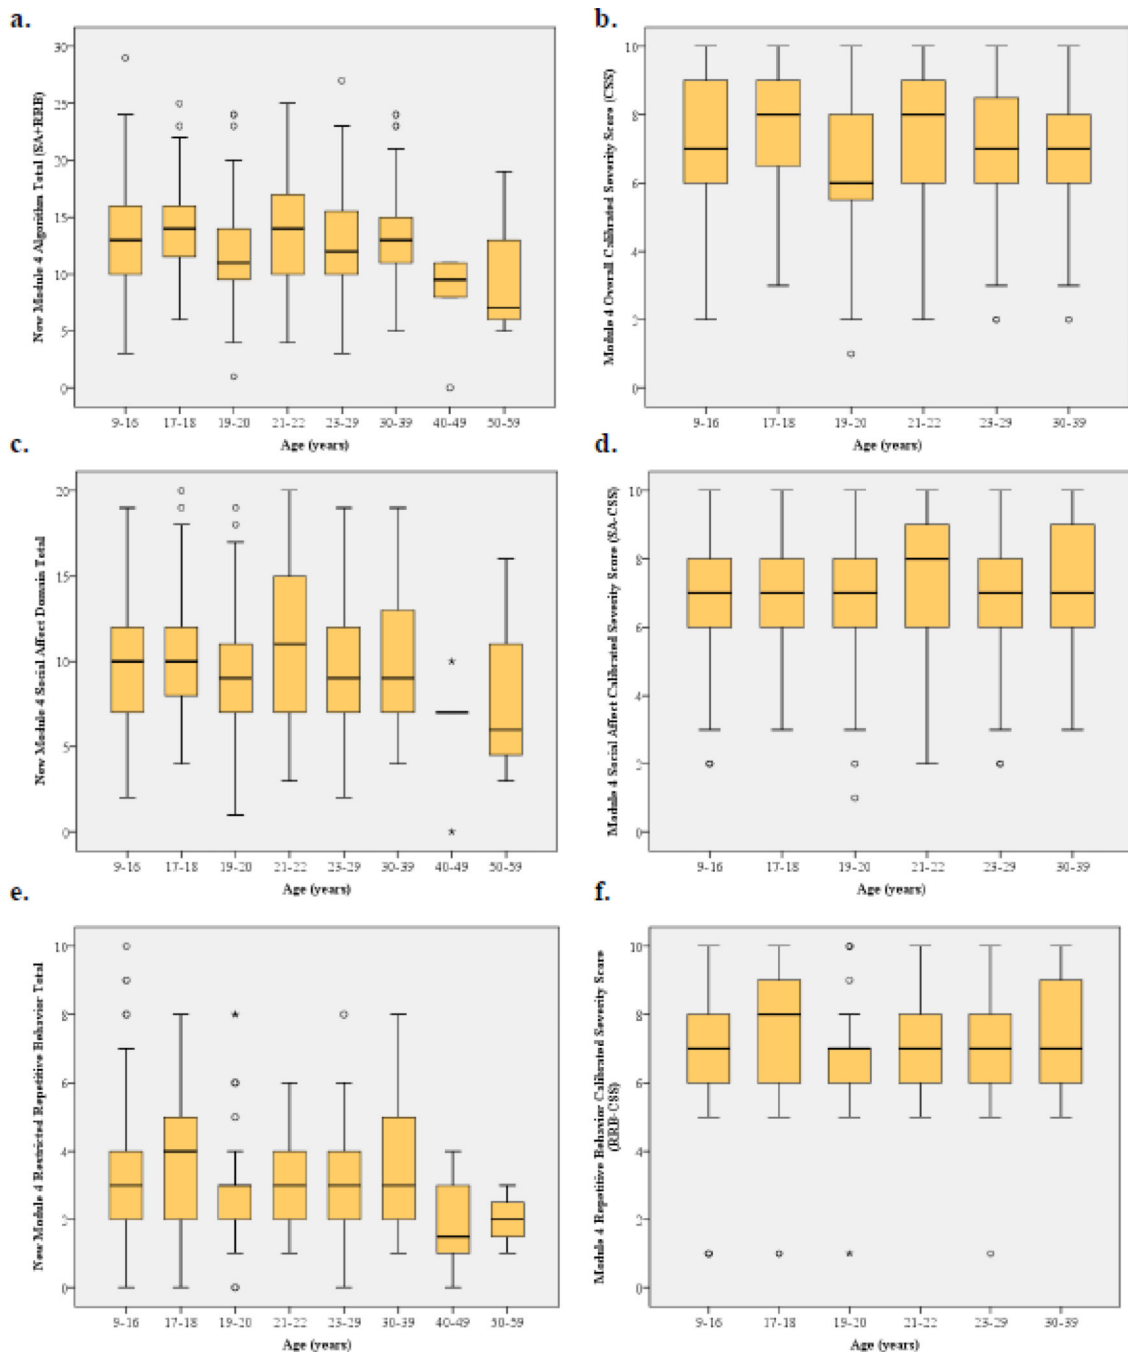 a.
New Module 4 Algorithm Total (SA+RRB)
30
25
20
15
10
5
0
9-16 17-18 19-20 21-22 23-29 30-39 40-49 50-59
Age (years)
b.
Module 4 Overall Calibrated Severity Score (CSS)
10
8
6
4
2
0
9-16 17-18 19-20 21-22 23-29 30-39
Age (years)
c.
New Module 4 Social Affect Domain Total
20
15
10
5
0
9-16 17-18 19-20 21-22 23-29 30-39 40-49 50-59
Age (years)
d.
Module 4 Social Affect Calibrated Severity Score (SA-CSS)
10
8
6
4
2
0
9-16 17-18 19-20 21-22 23-29 30-39
Age (years)
e.
New Module 4 Restricted Repetitive Behavior Total
10
8
6
4
2
0
9-16 17-18 19-20 21-22 23-29 30-39 40-49 50-59
Age (years)
f.
Module 4 Repetitive Behavior Calibrated Severity Score
(RRB-CSS)
10
8
6
4
2
0
9-16 17-18 19-20 21-22 23-29 30-39
Age (years)